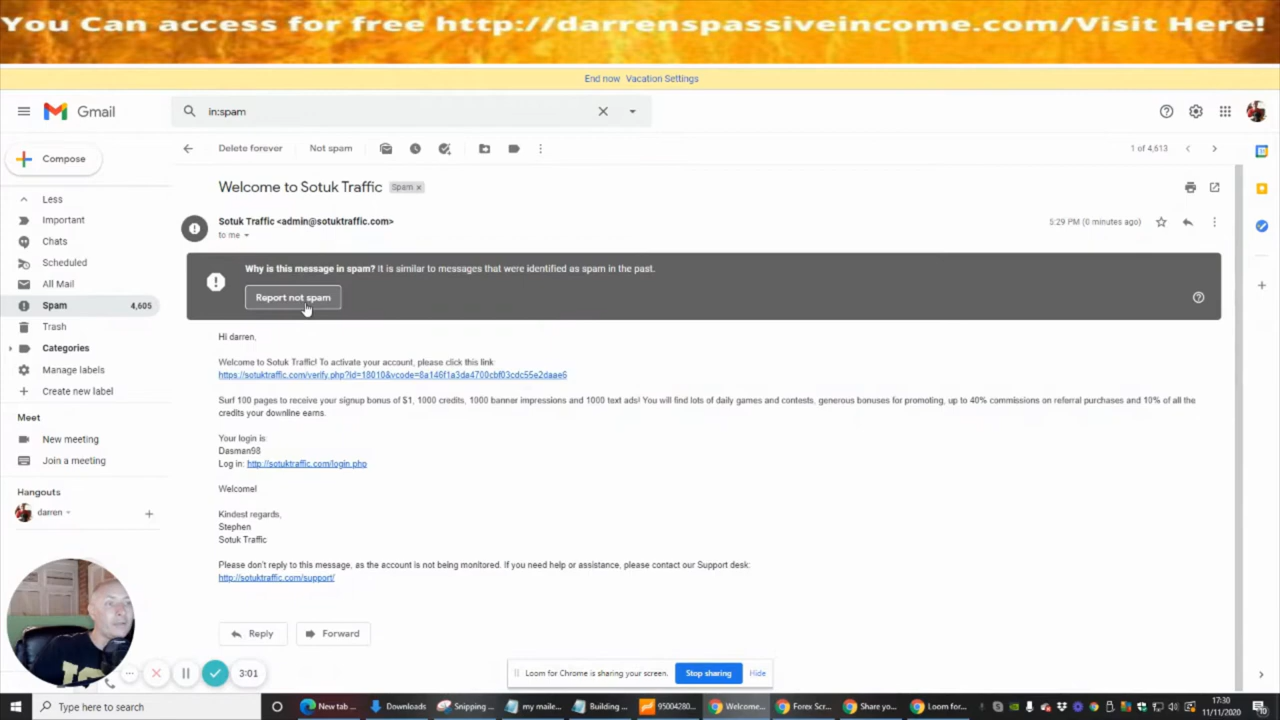 You Can access for free http://darrenspassiveincome.com/Visit Here!
End now Vacation Settings
Gmail
in:spam
Compose
Delete forever Not spam
1 of 4,613
Less
Important
Chats
Scheduled
All Mail
Spam 4,605
Trash
Categories
Manage labels
Create new label
Meet
New meeting
Join a meeting
Hangouts
darren
Welcome to Sotuk Traffic Spam x
Sotuk Traffic <admin@sotuktraffic.com>
5:29 PM (0 minutes ago)
to me
Why is this message in spam? It is similar to messages that were identified as spam in the past.
Report not spam
Hi darren,
Welcome to Sotuk Traffic! To activate your account, please click this link:
https://sotuktraffic.com/verify.php?id=18010&vcode=8a146f1a3da4700cbf03cdc55e2daae6
Surf 100 pages to receive your signup bonus of $1, 1000 credits, 1000 banner impressions and 1000 text ads! You will find lots of daily games and contests, generous bonuses for promoting, up to 40% commissions on referral purchases and 10% of all the
credits your downline earns.
Your login is:
Dasman98
Log in: http://sotuktraffic.com/login.php
Welcome!
Kindest regards,
Stephen
Sotuk Traffic
Please don't reply to this message, as the account is not being monitored. If you need help or assistance, please contact our Support desk:
http://sotuktraffic.com/support/
Reply Forward
3:01
Loom for Chrome is sharing your screen. Stop sharing Hide
Type here to search
New tab ...
Downloads
Snipping ...
my maile...
Building ...
95004280...
Welcome...
Forex Scr...
Share yo...
Loom for...
17:30
11/11/2020